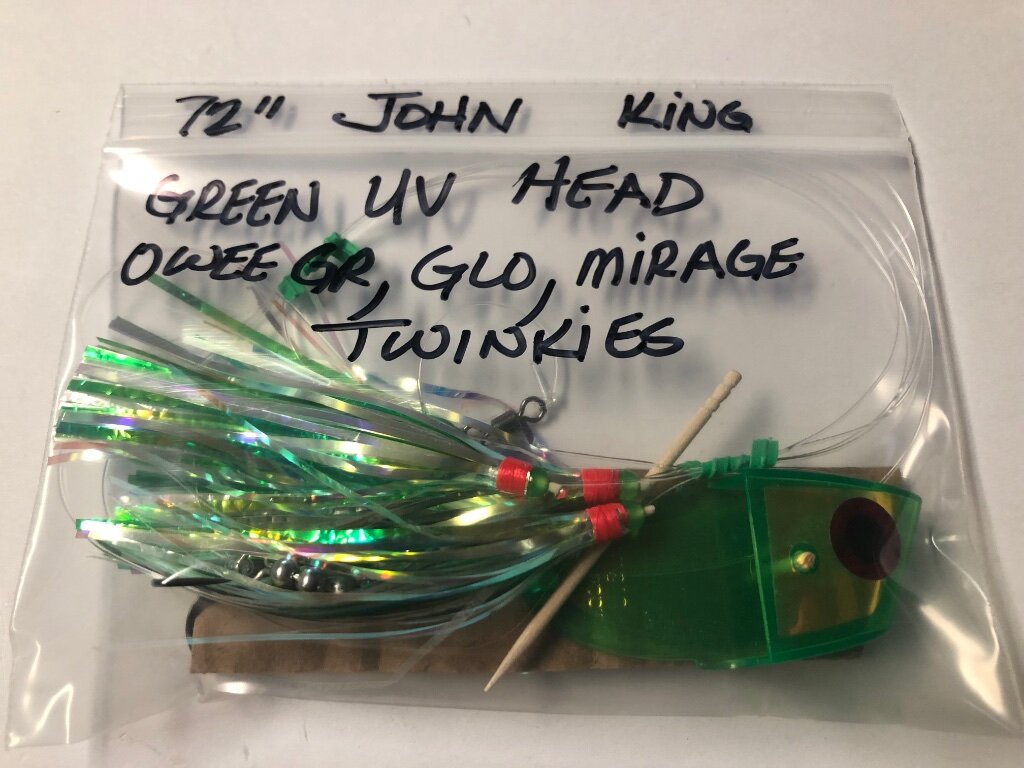 72" JOHN KING
GREEN UV HEAD
OWEE GR, GLO, MIRAGE
TWINKIES